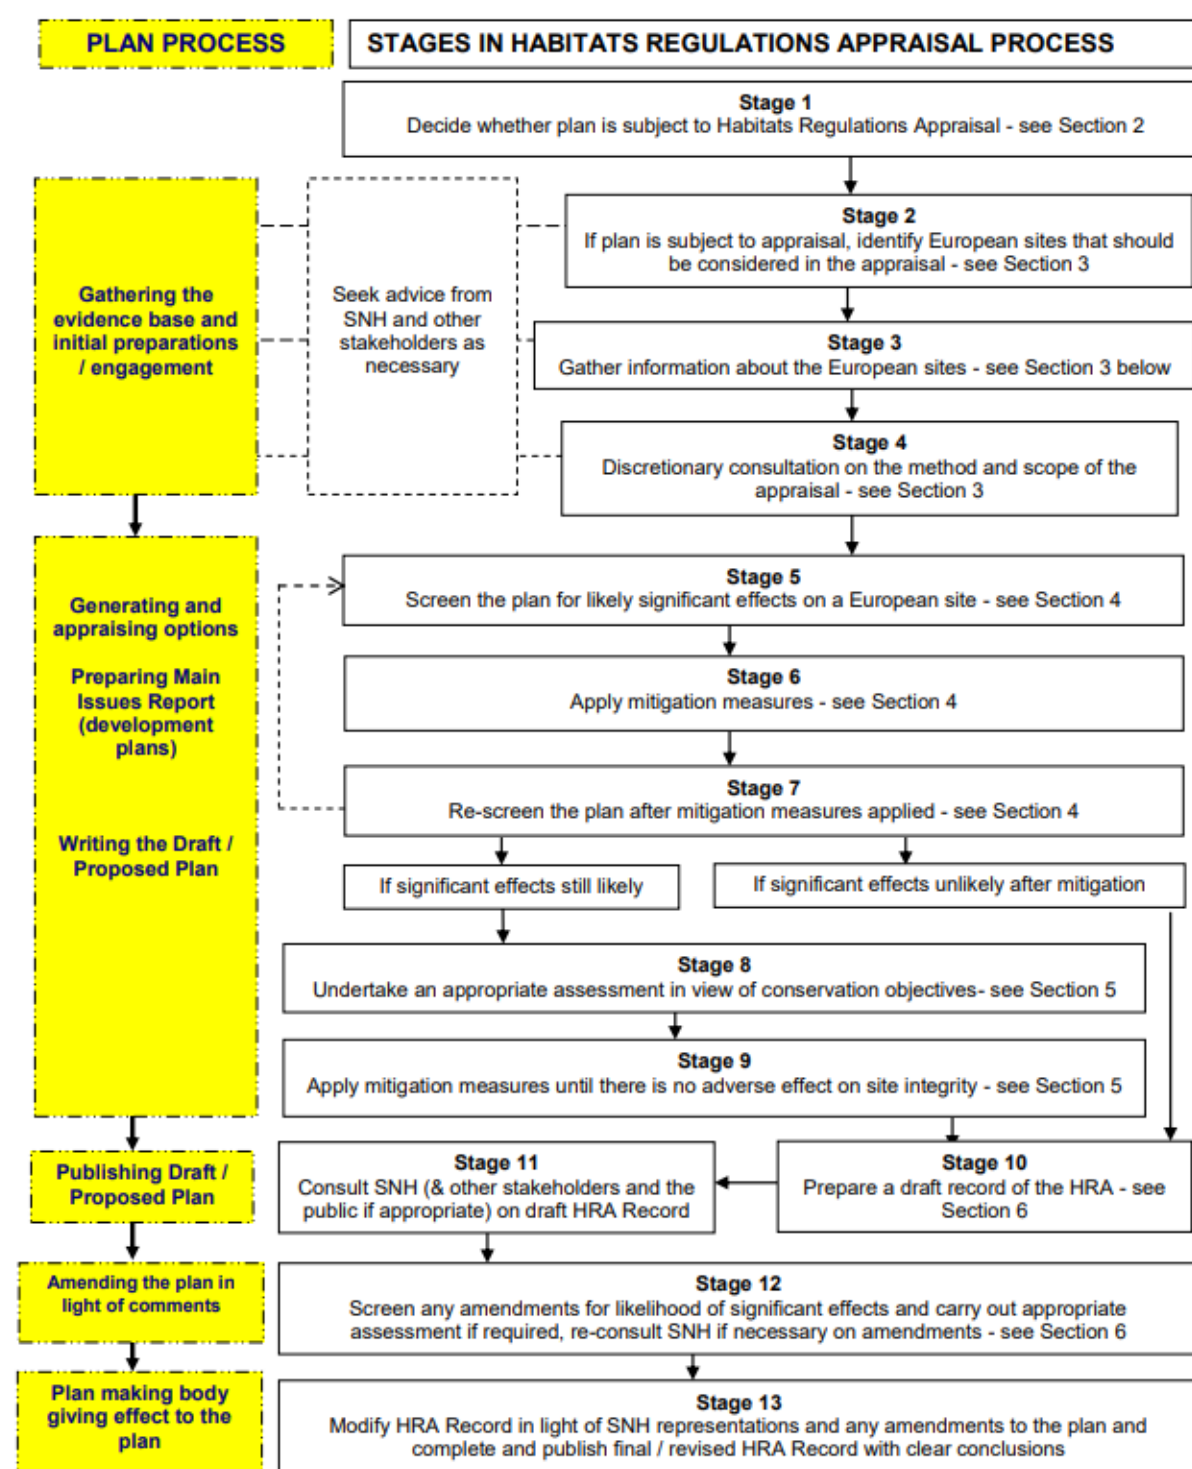 PLAN PROCESS
STAGES IN HABITATS REGULATIONS APPRAISAL PROCESS
Stage 1
Decide whether plan is subject to Habitats Regulations Appraisal - see Section 2
Gathering the
evidence base and
initial preparations
/ engagement
Seek advice from
SNH and other
stakeholders as
necessary
Stage 2
If plan is subject to appraisal, identify European sites that should
be considered in the appraisal - see Section 3
Stage 3
Gather information about the European sites - see Section 3 below
Stage 4
Discretionary consultation on the method and scope of the
appraisal - see Section 3
Generating and
appraising options
Preparing Main
Issues Report
(development
plans)
Writing the Draft /
Proposed Plan
Stage 5
Screen the plan for likely significant effects on a European site - see Section 4
Stage 6
Apply mitigation measures - see Section 4
Stage 7
Re-screen the plan after mitigation measures applied - see Section 4
If significant effects still likely
If significant effects unlikely after mitigation
Stage 8
Undertake an appropriate assessment in view of conservation objectives- see Section 5
Stage 9
Apply mitigation measures until there is no adverse effect on site integrity - see Section 5
Publishing Draft /
Proposed Plan
Stage 11
Consult SNH (& other stakeholders and the
public if appropriate) on draft HRA Record
Stage 10
Prepare a draft record of the HRA - see
Section 6
Amending the plan in
light of comments
Stage 12
Screen any amendments for likelihood of significant effects and carry out appropriate
assessment if required, re-consult SNH if necessary on amendments - see Section 6
Plan making body
giving effect to the
plan
Stage 13
Modify HRA Record in light of SNH representations and any amendments to the plan and
complete and publish final / revised HRA Record with clear conclusions